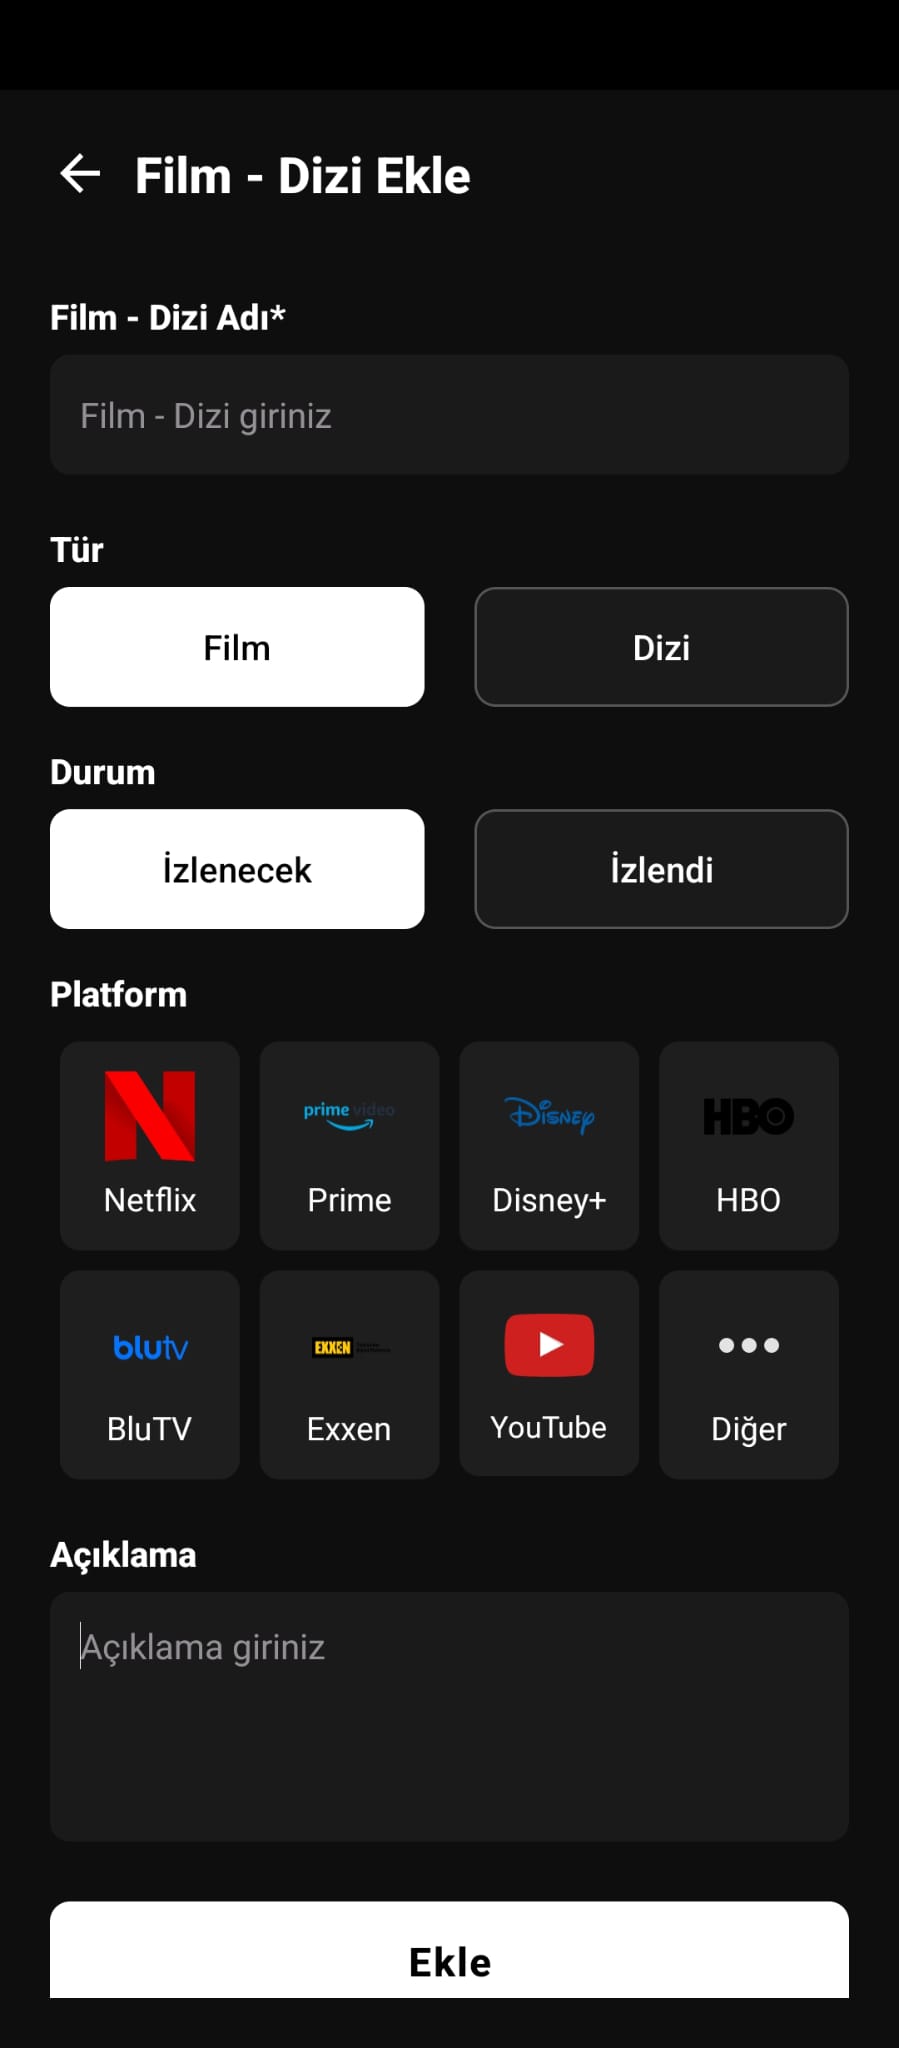 Film - Dizi Ekle
Film - Dizi Adı*
Film - Dizi giriniz
Tür
Film Dizi
Durum
İzlenecek İzlendi
Platform
prime video Disney HBO
Netflix Prime Disney+ HBO
blutv EXXEN
BluTV Exxen YouTube Diğer
Açıklama
Açıklama giriniz
Ekle